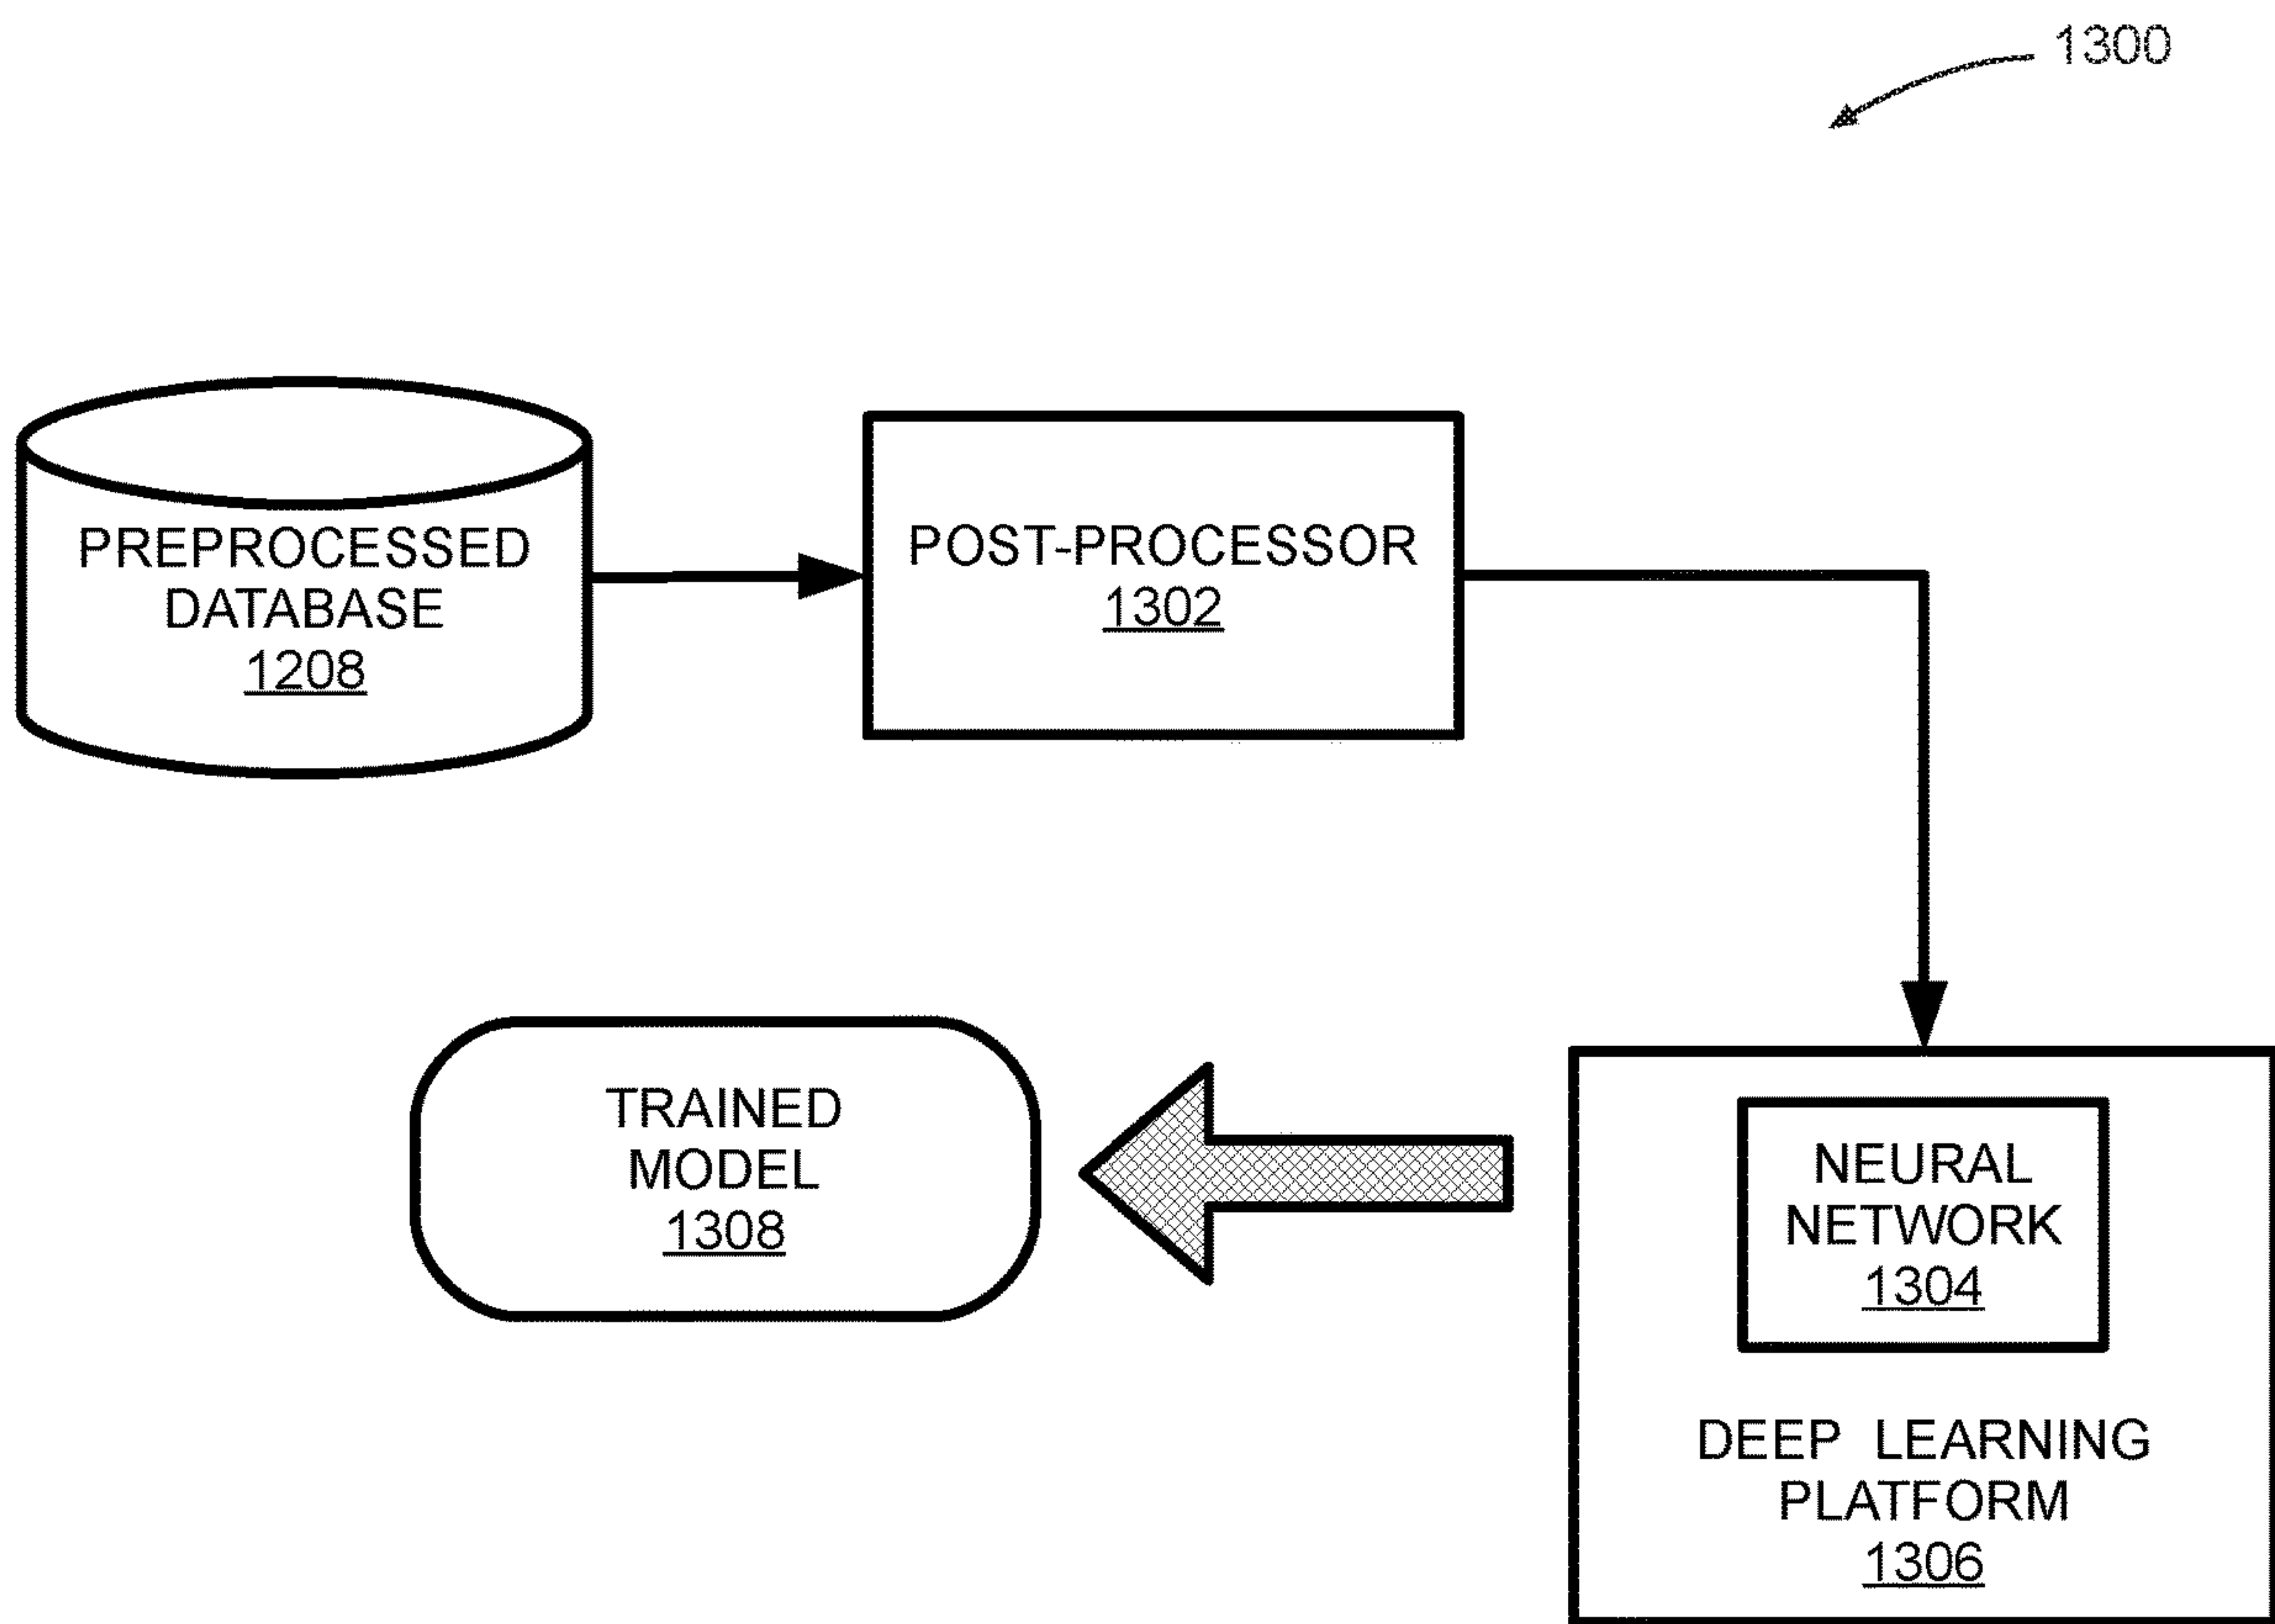 1300
PREPROCESSED
DATABASE
1208
POST-PROCESSOR
1302
TRAINED
MODEL
1308
NEURAL
NETWORK
1304
DEEP LEARNING
PLATFORM
1306